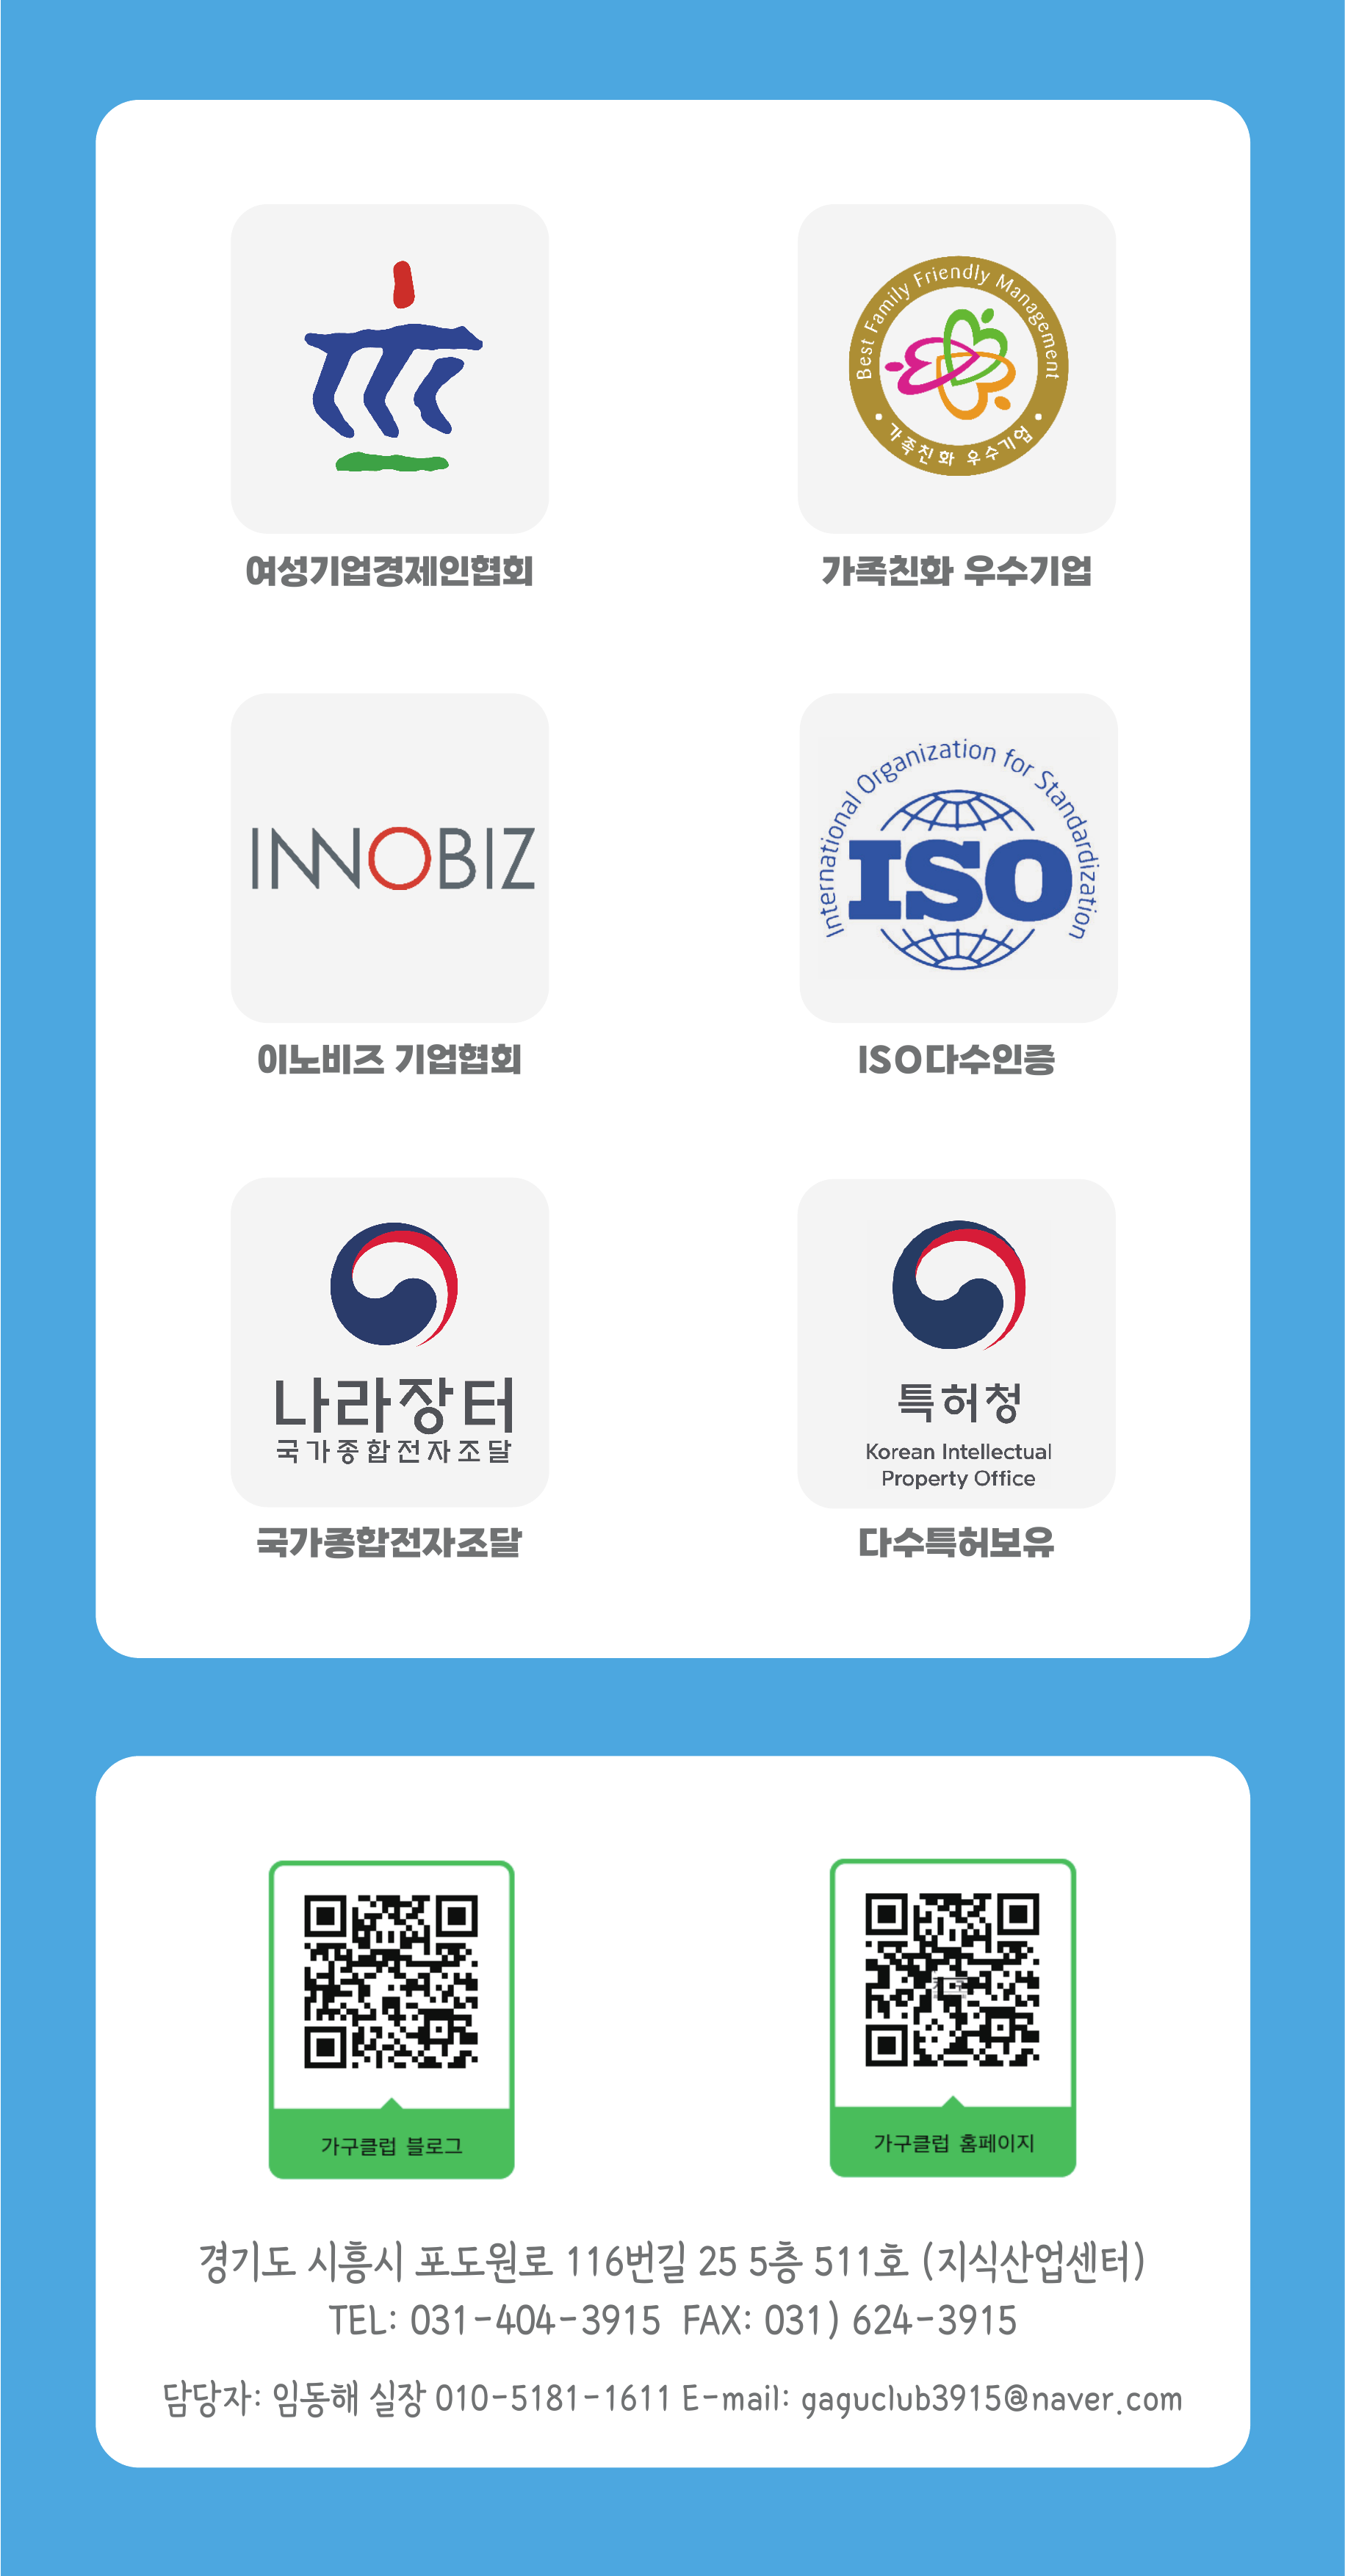 Best Family Friendly Management
가족친화 우수기업
여성기업경제인협회
가족친화 우수기업
INNOBIZ
International Organization for Standardization
ISO
이노비즈 기업협회
ISO다수인증
나라장터
국가종합전자조달
특허청
Korean Intellectual
Property Office
국가종합전자조달
다수특허보유
가구클럽 블로그
가구클럽 홈페이지
경기도 시흥시 포도원로 116번길 25 5층 511호 (지식산업센터)
TEL: 031-404-3915 FAX: 031) 624-3915
담당자: 임동해 실장 010-5181-1611 E-mail: gaguclub3915@naver.com